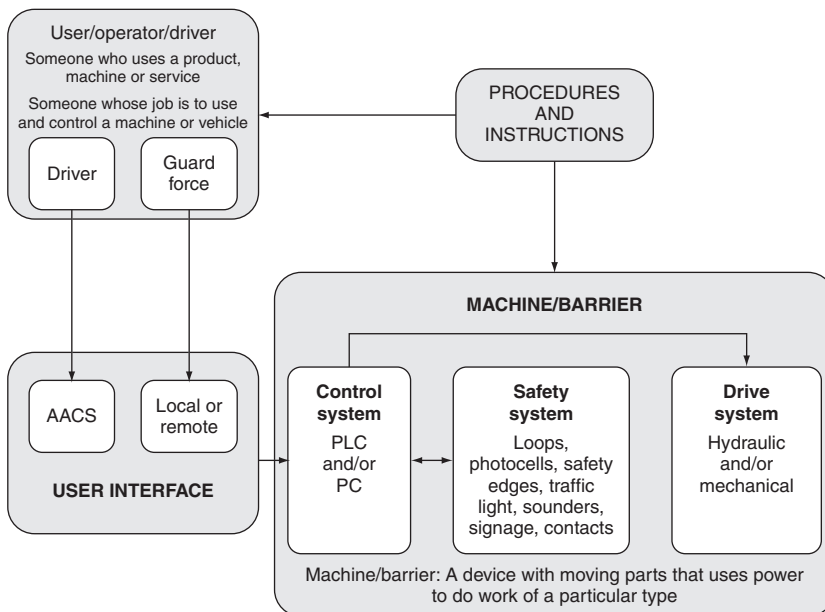 User/operator/driver
Someone who uses a product,
machine or service
Someone whose job is to use
and control a machine or vehicle
Driver
Guard
force
PROCEDURES
AND
INSTRUCTIONS
AACS
Local or
remote
USER INTERFACE
MACHINE/BARRIER
Control
system
PLC
and/or
PC
Safety
system
Loops,
photocells, safety
edges, traffic
light, sounders,
signage, contacts
Drive
system
Hydraulic
and/or
mechanical
Machine/barrier: A device with moving parts that uses power
to do work of a particular type